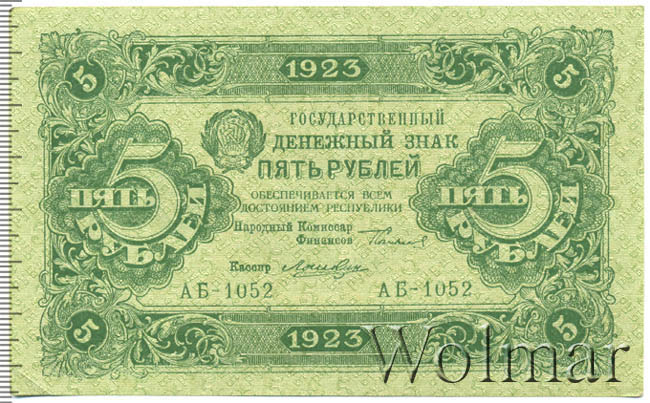 5 1923 5
ГОСУДАРСТВЕННЫЙ
ДЕНЕЖНЫЙ ЗНАК
ПЯТЬ РУБЛЕЙ
ОБЕСПЕЧИВАЕТСЯ ВСЕМ
ДОСТОЯНИЕМ РЕСПУБЛИКИ
5 ПЯТЬ РУБЛЕЙ
5 ПЯТЬ РУБЛЕЙ
Народный Комиссар
Финансов
Кассир
АБ-1052 АБ-1052
5 1923 5
Wolmar